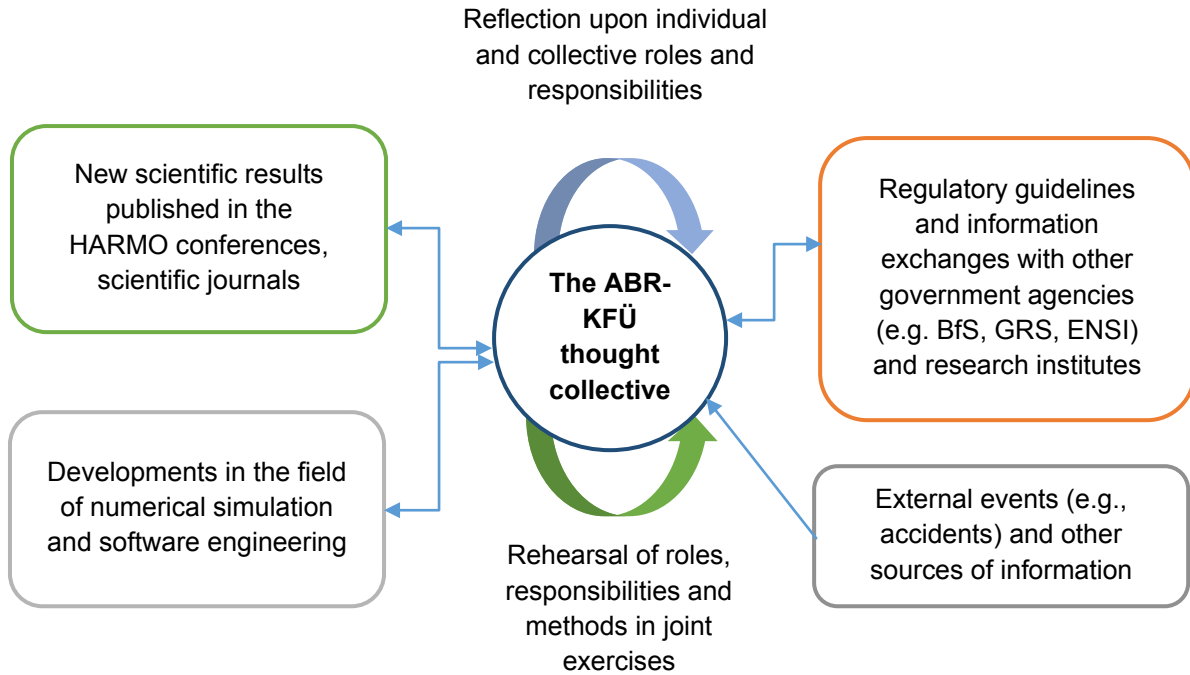 Reflection upon individual
and collective roles and
responsibilities
New scientific results
published in the
HARMO conferences,
scientific journals
Developments in the field
of numerical simulation
and software engineering
The ABR-
KFÜ
thought
collective
Regulatory guidelines
and information
exchanges with other
government agencies
(e.g. BfS, GRS, ENSI)
and research institutes
External events (e.g.,
accidents) and other
sources of information
Rehearsal of roles,
responsibilities and
methods in joint
exercises